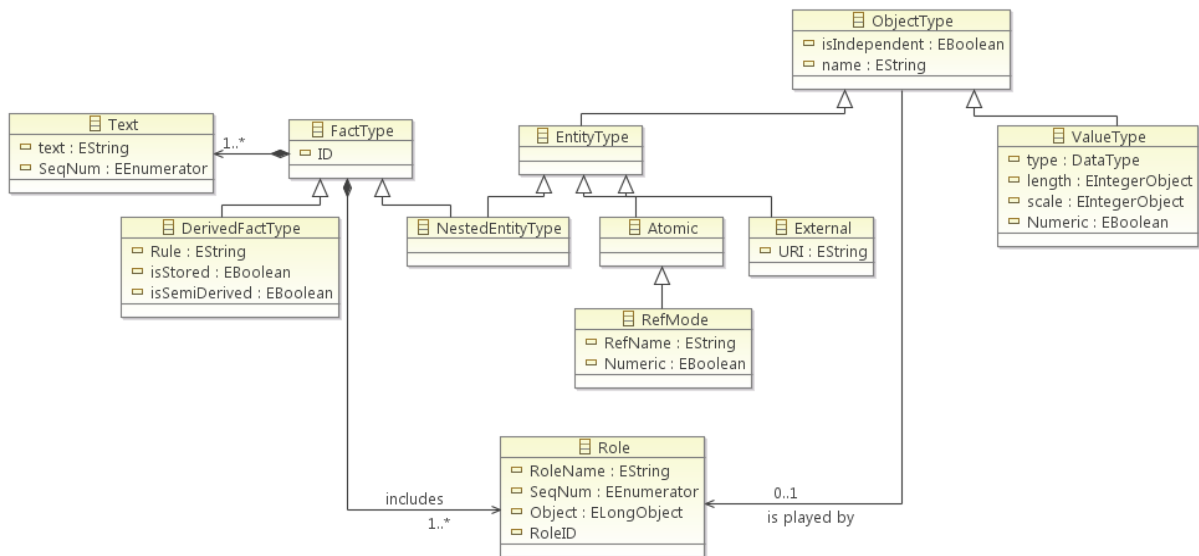 ObjectType
isIndependent : EBoolean
name : EString
Text
text : EString
SeqNum : EEnumerator
1..*
FactType
ID
EntityType
ValueType
type : DataType
length : EIntegerObject
scale : EIntegerObject
Numeric : EBoolean
DerivedFactType
Rule : EString
isStored : EBoolean
isSemiDerived : EBoolean
NestedEntityType
Atomic
External
URI : EString
RefMode
RefName : EString
Numeric : EBoolean
Role
RoleName : EString
SeqNum : EEnumerator
Object : ELongObject
RoleID
includes
1..*
0..1
is played by